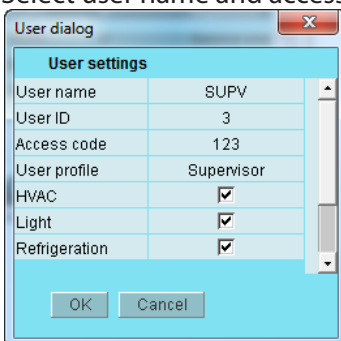 Select user name and access
User dialog
User settings
User name SUPV
User ID 3
Access code 123
User profile Supervisor
HVAC
Light
Refrigeration
OK Cancel